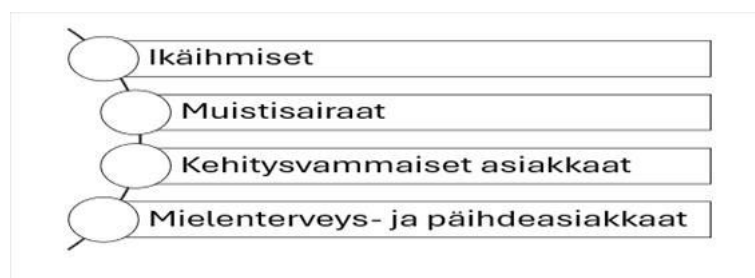 Ikäihmiset
Muistisairaat
Kehitysvammaiset asiakkaat
Mielenterveys- ja päihdeasiakkaat